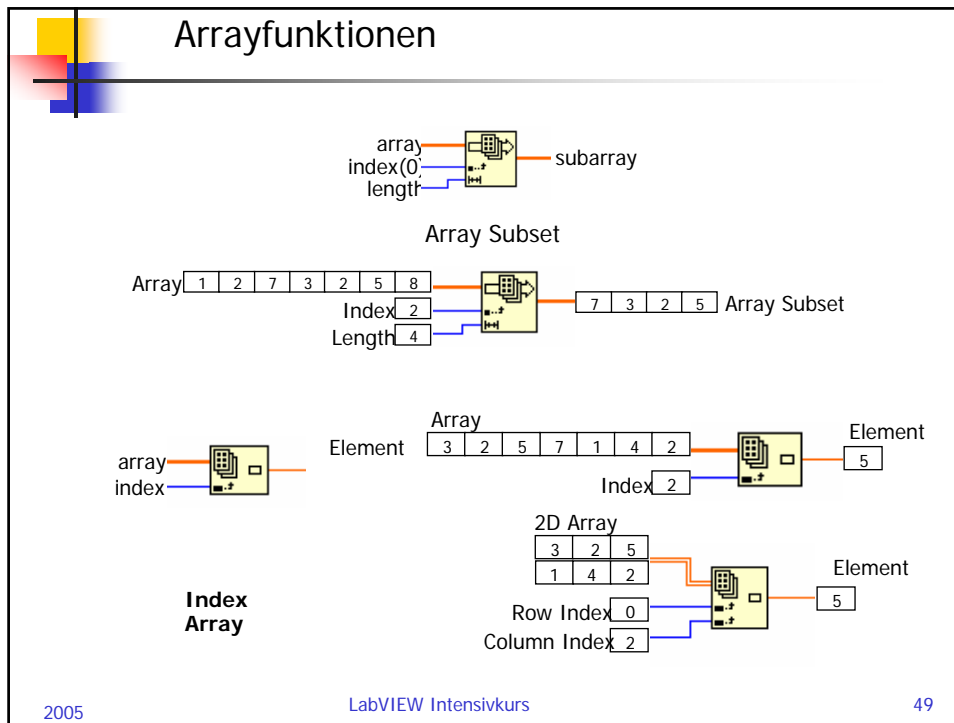 Arrayfunktionen
array
index(0)
length
subarray
Array Subset
Array 1 2 7 3 2 5 8
Index 2
Length 4
7 3 2 5 Array Subset
array
index
Element
Array
3 2 5 7 1 4 2
Index 2
Element
5
2D Array
3 2 5
1 4 2
Row Index 0
Column Index 2
Element
5
Index
Array
2005 LabVIEW Intensivkurs 49